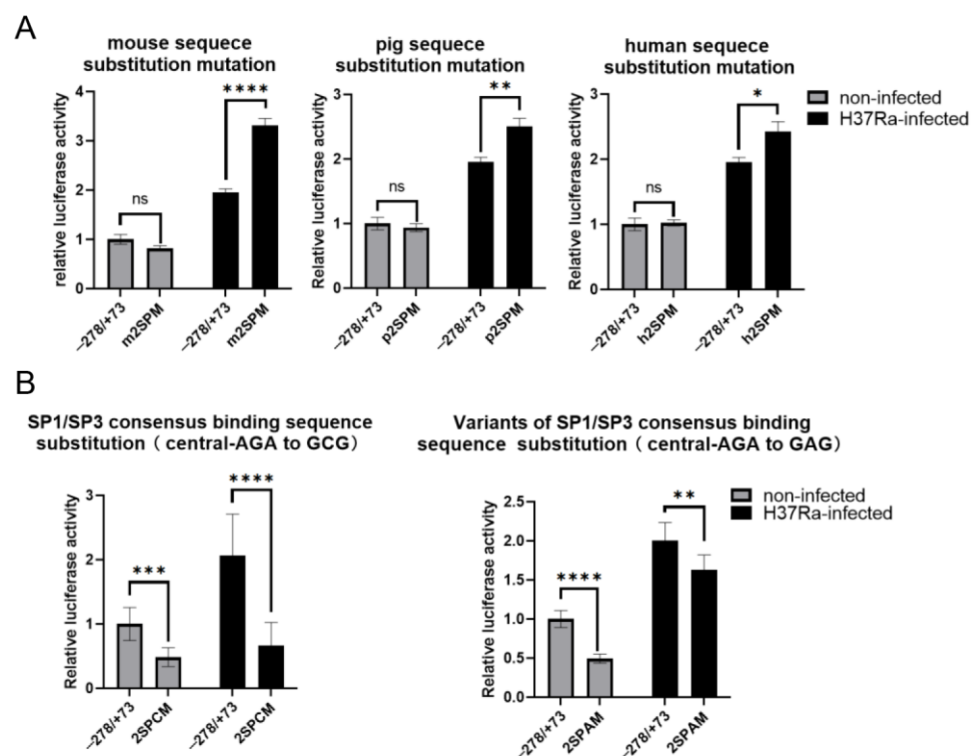 A
mouse sequece
substitution mutation
relative luciferase activity
4
3
2
1
0
ns
****
–278/+73
m2SPM
–278/+73
m2SPM
pig sequece
substitution mutation
Relative luciferase activity
3
2
1
0
ns
**
–278/+73
p2SPM
–278/+73
p2SPM
human sequece
substitution mutation
Relative luciferase activity
3
2
1
0
ns
*
–278/+73
h2SPM
–278/+73
h2SPM
non-infected
H37Ra-infected
B
SP1/SP3 consensus binding sequence
substitution ( central-AGA to GCG)
Relative luciferase activity
3
2
1
0
***
****
–278/+73
2SPCM
–278/+73
2SPCM
Variants of SP1/SP3 consensus binding
sequence substitution ( central-AGA to GAG)
Relative luciferase activity
2.5
2.0
1.5
1.0
0.5
0.0
****
**
–278/+73
2SPAM
–278/+73
2SPAM
non-infected
H37Ra-infected